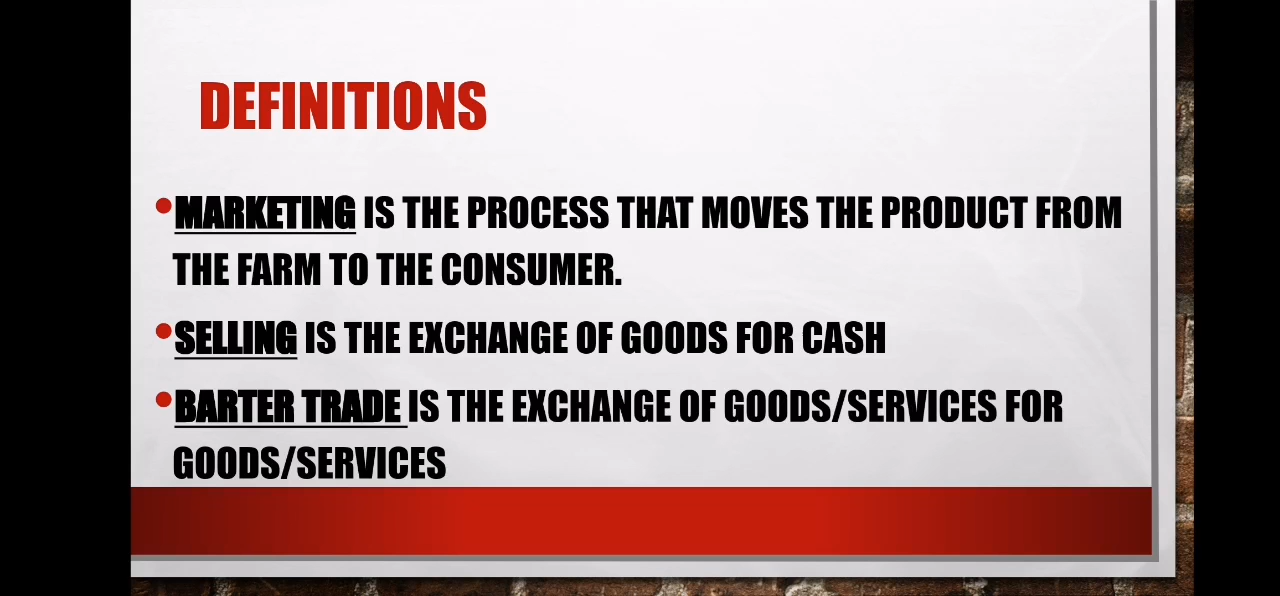 DEFINITIONS
•MARKETING IS THE PROCESS THAT MOVES THE PRODUCT FROM
THE FARM TO THE CONSUMER.
•SELLING IS THE EXCHANGE OF GOODS FOR CASH
•BARTER TRADE IS THE EXCHANGE OF GOODS/SERVICES FOR
GOODS/SERVICES